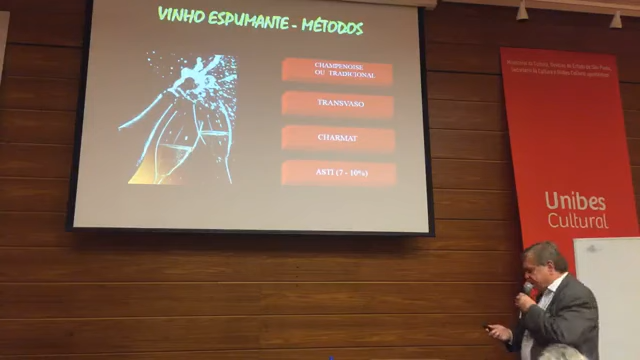 VINHO ESPUMANTE - MÉTODOS
CHAMPENOISE
OU TRADICIONAL
TRANSVASO
CHARMAT
ASTI (7 - 10%)
Unibes
Cultural